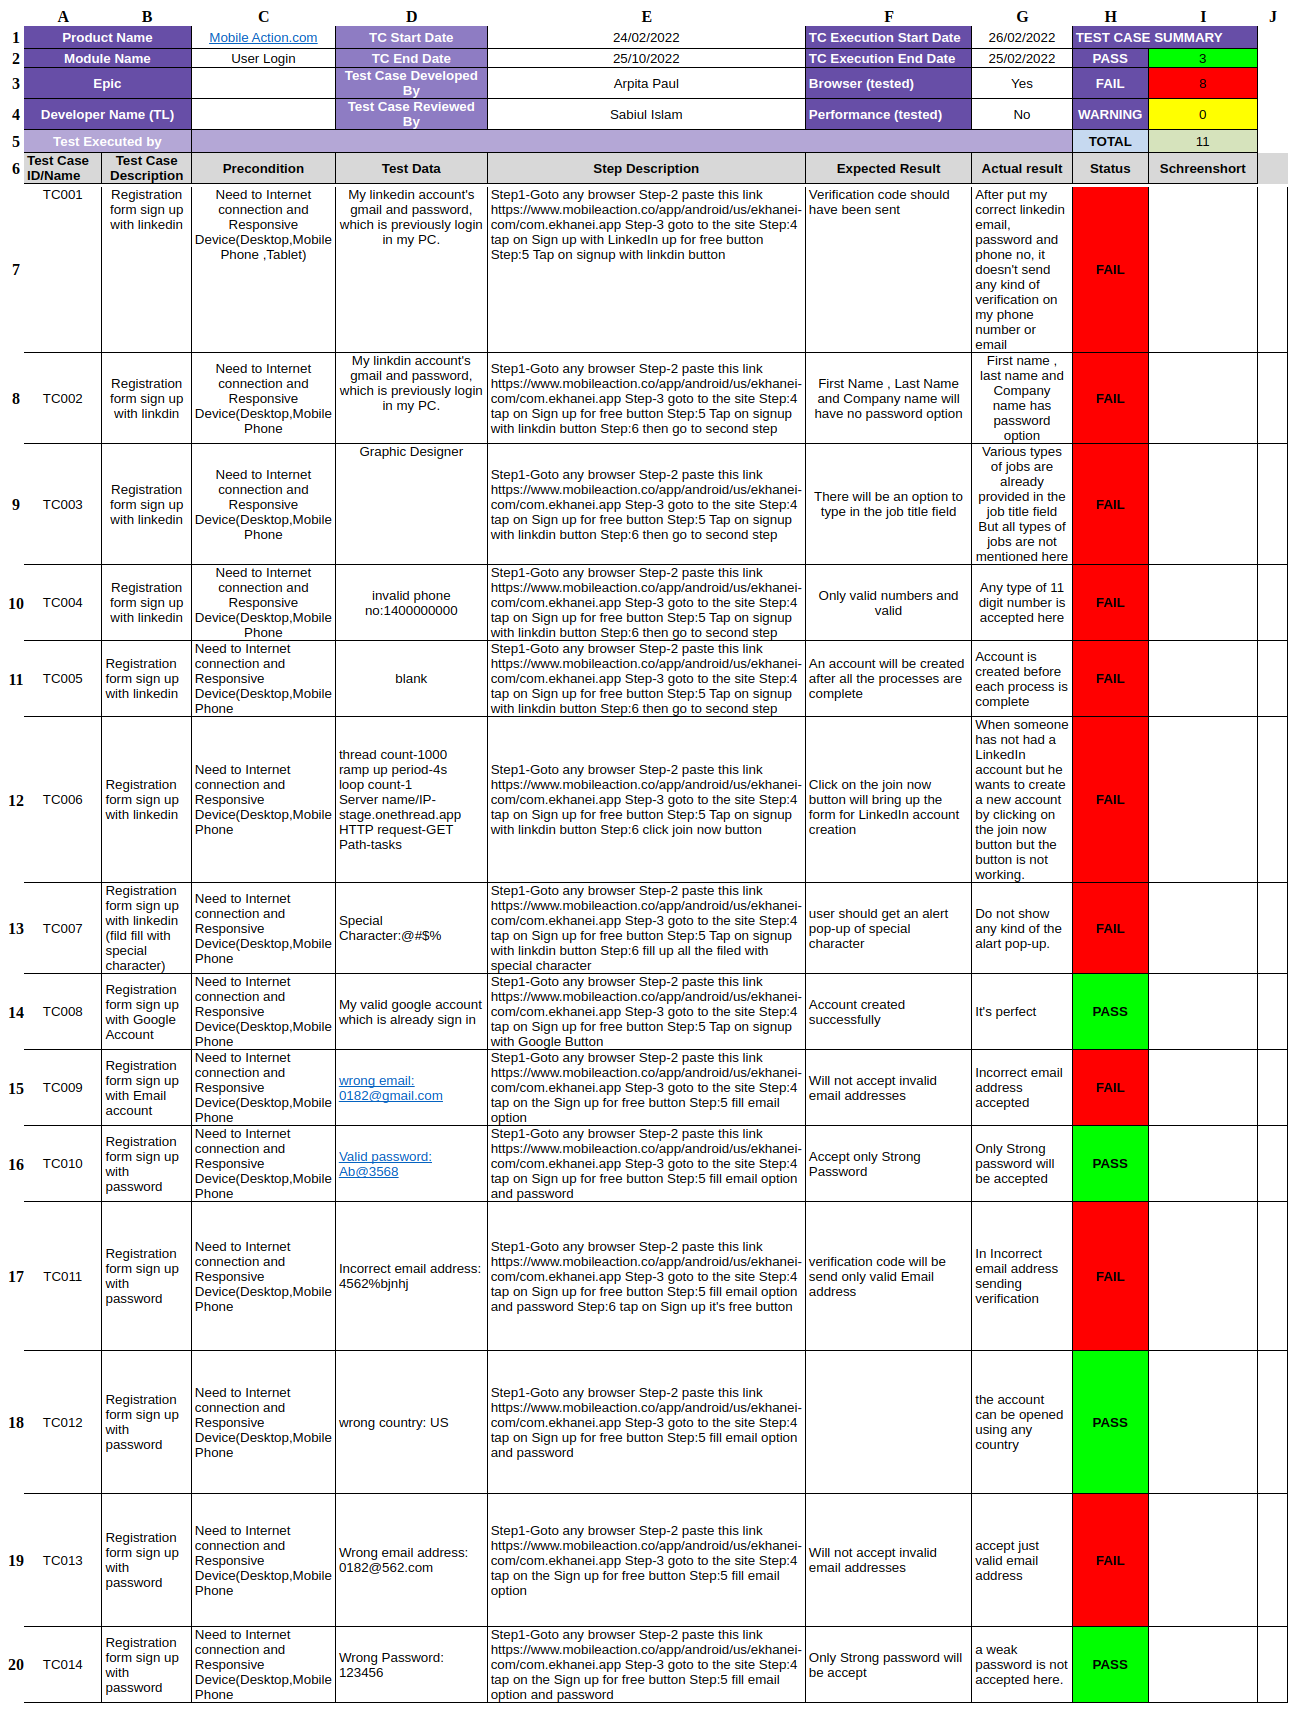 A B C D E F G H I J
1 Product Name Mobile Action.com TC Start Date 24/02/2022 TC Execution Start Date 26/02/2022 TEST CASE SUMMARY
2 Module Name User Login TC End Date 25/10/2022 TC Execution End Date 25/02/2022 PASS 3
3 Epic Test Case Developed By Arpita Paul Browser (tested) Yes FAIL 8
4 Developer Name (TL) Test Case Reviewed By Sabiul Islam Performance (tested) No WARNING 0
5 Test Executed by TOTAL 11
6 Test Case ID/Name Test Case Description Precondition Test Data Step Description Expected Result Actual result Status Schreenshort
7
TC001
Registration
form sign up
with linkedin
Need to Internet
connection and
Responsive
Device(Desktop,Mobile
Phone ,Tablet)
My linkedin account's
gmail and password,
which is previously login
in my PC.
Step1-Goto any browser Step-2 paste this link
https://www.mobileaction.co/app/android/us/ekhanei-
com/com.ekhanei.app Step-3 goto to the site Step:4
tap on Sign up with LinkedIn up for free button
Step:5 Tap on signup with linkdin button
Verification code should
have been sent
After put my
correct linkedin
email,
password and
phone no, it
doesn't send
any kind of
verification on
my phone
number or
email
FAIL
8
TC002
Registration
form sign up
with linkdin
Need to Internet
connection and
Responsive
Device(Desktop,Mobile
Phone
My linkdin account's
gmail and password,
which is previously login
in my PC.
Step1-Goto any browser Step-2 paste this link
https://www.mobileaction.co/app/android/us/ekhanei-
com/com.ekhanei.app Step-3 goto to the site Step:4
tap on Sign up for free button Step:5 Tap on signup
with linkdin button Step:6 then go to second step
First Name , Last Name
and Company name will
have no password option
First name ,
last name and
Company
name has
password
option
FAIL
9
TC003
Registration
form sign up
with linkedin
Need to Internet
connection and
Responsive
Device(Desktop,Mobile
Phone
Graphic Designer
Step1-Goto any browser Step-2 paste this link
https://www.mobileaction.co/app/android/us/ekhanei-
com/com.ekhanei.app Step-3 goto to the site Step:4
tap on Sign up for free button Step:5 Tap on signup
with linkdin button Step:6 then go to second step
There will be an option to
type in the job title field
Various types
of jobs are
already
provided in the
job title field
But all types of
jobs are not
mentioned here
FAIL
10
TC004
Registration
form sign up
with linkedin
Need to Internet
connection and
Responsive
Device(Desktop,Mobile
Phone
invalid phone
no:1400000000
Step1-Goto any browser Step-2 paste this link
https://www.mobileaction.co/app/android/us/ekhanei-
com/com.ekhanei.app Step-3 goto to the site Step:4
tap on Sign up for free button Step:5 Tap on signup
with linkdin button Step:6 then go to second step
Only valid numbers and
valid
Any type of 11
digit number is
accepted here
FAIL
11
TC005
Registration
form sign up
with linkedin
Need to Internet
connection and
Responsive
Device(Desktop,Mobile
Phone
blank
Step1-Goto any browser Step-2 paste this link
https://www.mobileaction.co/app/android/us/ekhanei-
com/com.ekhanei.app Step-3 goto to the site Step:4
tap on Sign up for free button Step:5 Tap on signup
with linkdin button Step:6 then go to second step
An account will be created
after all the processes are
complete
Account is
created before
each process is
complete
FAIL
12
TC006
Registration
form sign up
with linkedin
Need to Internet
connection and
Responsive
Device(Desktop,Mobile
Phone
thread count-1000
ramp up period-4s
loop count-1
Server name/IP-
stage.onethread.app
HTTP request-GET
Path-tasks
Step1-Goto any browser Step-2 paste this link
https://www.mobileaction.co/app/android/us/ekhanei-
com/com.ekhanei.app Step-3 goto to the site Step:4
tap on Sign up for free button Step:5 Tap on signup
with linkdin button Step:6 click join now button
Click on the join now
button will bring up the
form for LinkedIn account
creation
When someone
has not had a
LinkedIn
account but he
wants to create
a new account
by clicking on
the join now
button but the
button is not
working.
FAIL
13
TC007
Registration
form sign up
with linkedin
(fild fill with
special
character)
Need to Internet
connection and
Responsive
Device(Desktop,Mobile
Phone
Special
Character:@#$%
Step1-Goto any browser Step-2 paste this link
https://www.mobileaction.co/app/android/us/ekhanei-
com/com.ekhanei.app Step-3 goto to the site Step:4
tap on Sign up for free button Step:5 Tap on signup
with linkdin button Step:6 fill up all the filed with
special character
user should get an alert
pop-up of special
character
Do not show
any kind of the
alart pop-up.
FAIL
14
TC008
Registration
form sign up
with Google
Account
Need to Internet
connection and
Responsive
Device(Desktop,Mobile
Phone
My valid google account
which is already sign in
Step1-Goto any browser Step-2 paste this link
https://www.mobileaction.co/app/android/us/ekhanei-
com/com.ekhanei.app Step-3 goto to the site Step:4
tap on Sign up for free button Step:5 Tap on signup
with Google Button
Account created
successfully
It's perfect
PASS
15
TC009
Registration
form sign up
with Email
account
Need to Internet
connection and
Responsive
Device(Desktop,Mobile
Phone
wrong email:
0182@gmail.com
Step1-Goto any browser Step-2 paste this link
https://www.mobileaction.co/app/android/us/ekhanei-
com/com.ekhanei.app Step-3 goto to the site Step:4
tap on the Sign up for free button Step:5 fill email
option
Will not accept invalid
email addresses
Incorrect email
address
accepted
FAIL
16
TC010
Registration
form sign up
with
password
Need to Internet
connection and
Responsive
Device(Desktop,Mobile
Phone
Valid password:
Ab@3568
Step1-Goto any browser Step-2 paste this link
https://www.mobileaction.co/app/android/us/ekhanei-
com/com.ekhanei.app Step-3 goto to the site Step:4
tap on Sign up for free button Step:5 fill email option
and password
Accept only Strong
Password
Only Strong
password will
be accepted
PASS
17
TC011
Registration
form sign up
with
password
Need to Internet
connection and
Responsive
Device(Desktop,Mobile
Phone
Incorrect email address:
4562%bjnhj
Step1-Goto any browser Step-2 paste this link
https://www.mobileaction.co/app/android/us/ekhanei-
com/com.ekhanei.app Step-3 goto to the site Step:4
tap on Sign up for free button Step:5 fill email option
and password Step:6 tap on Sign up it's free button
verification code will be
send only valid Email
address
In Incorrect
email address
sending
verification
FAIL
18
TC012
Registration
form sign up
with
password
Need to Internet
connection and
Responsive
Device(Desktop,Mobile
Phone
wrong country: US
Step1-Goto any browser Step-2 paste this link
https://www.mobileaction.co/app/android/us/ekhanei-
com/com.ekhanei.app Step-3 goto to the site Step:4
tap on Sign up for free button Step:5 fill email option
and password
the account
can be opened
using any
country
PASS
19
TC013
Registration
form sign up
with
password
Need to Internet
connection and
Responsive
Device(Desktop,Mobile
Phone
Wrong email address:
0182@562.com
Step1-Goto any browser Step-2 paste this link
https://www.mobileaction.co/app/android/us/ekhanei-
com/com.ekhanei.app Step-3 goto to the site Step:4
tap on the Sign up for free button Step:5 fill email
option
Will not accept invalid
email addresses
accept just
valid email
address
FAIL
20
TC014
Registration
form sign up
with
password
Need to Internet
connection and
Responsive
Device(Desktop,Mobile
Phone
Wrong Password:
123456
Step1-Goto any browser Step-2 paste this link
https://www.mobileaction.co/app/android/us/ekhanei-
com/com.ekhanei.app Step-3 goto to the site Step:4
tap on the Sign up for free button Step:5 fill email
option and password
Only Strong password will
be accept
a weak
password is not
accepted here.
PASS